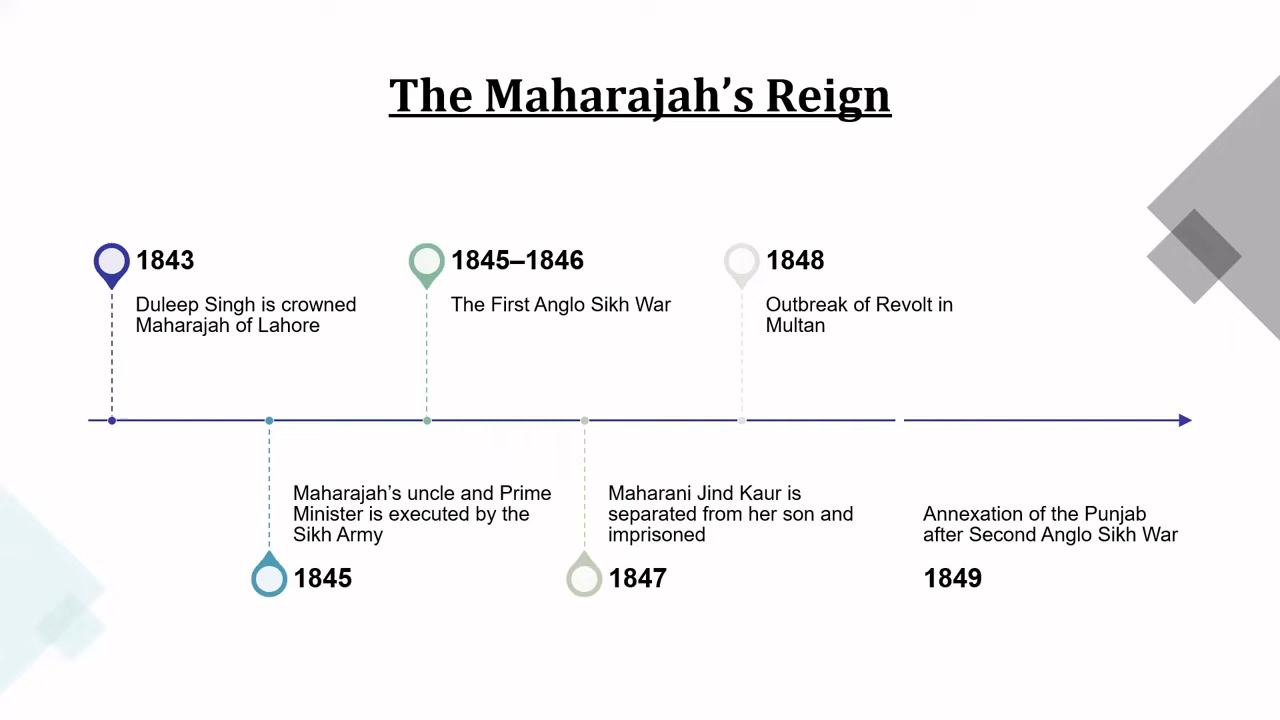 The Maharajah’s Reign
1843
Duleep Singh is crowned
Maharajah of Lahore
Maharajah’s uncle and Prime
Minister is executed by the
Sikh Army
1845
1845–1846
The First Anglo Sikh War
Maharani Jind Kaur is
separated from her son and
imprisoned
1847
1848
Outbreak of Revolt in
Multan
Annexation of the Punjab
after Second Anglo Sikh War
1849